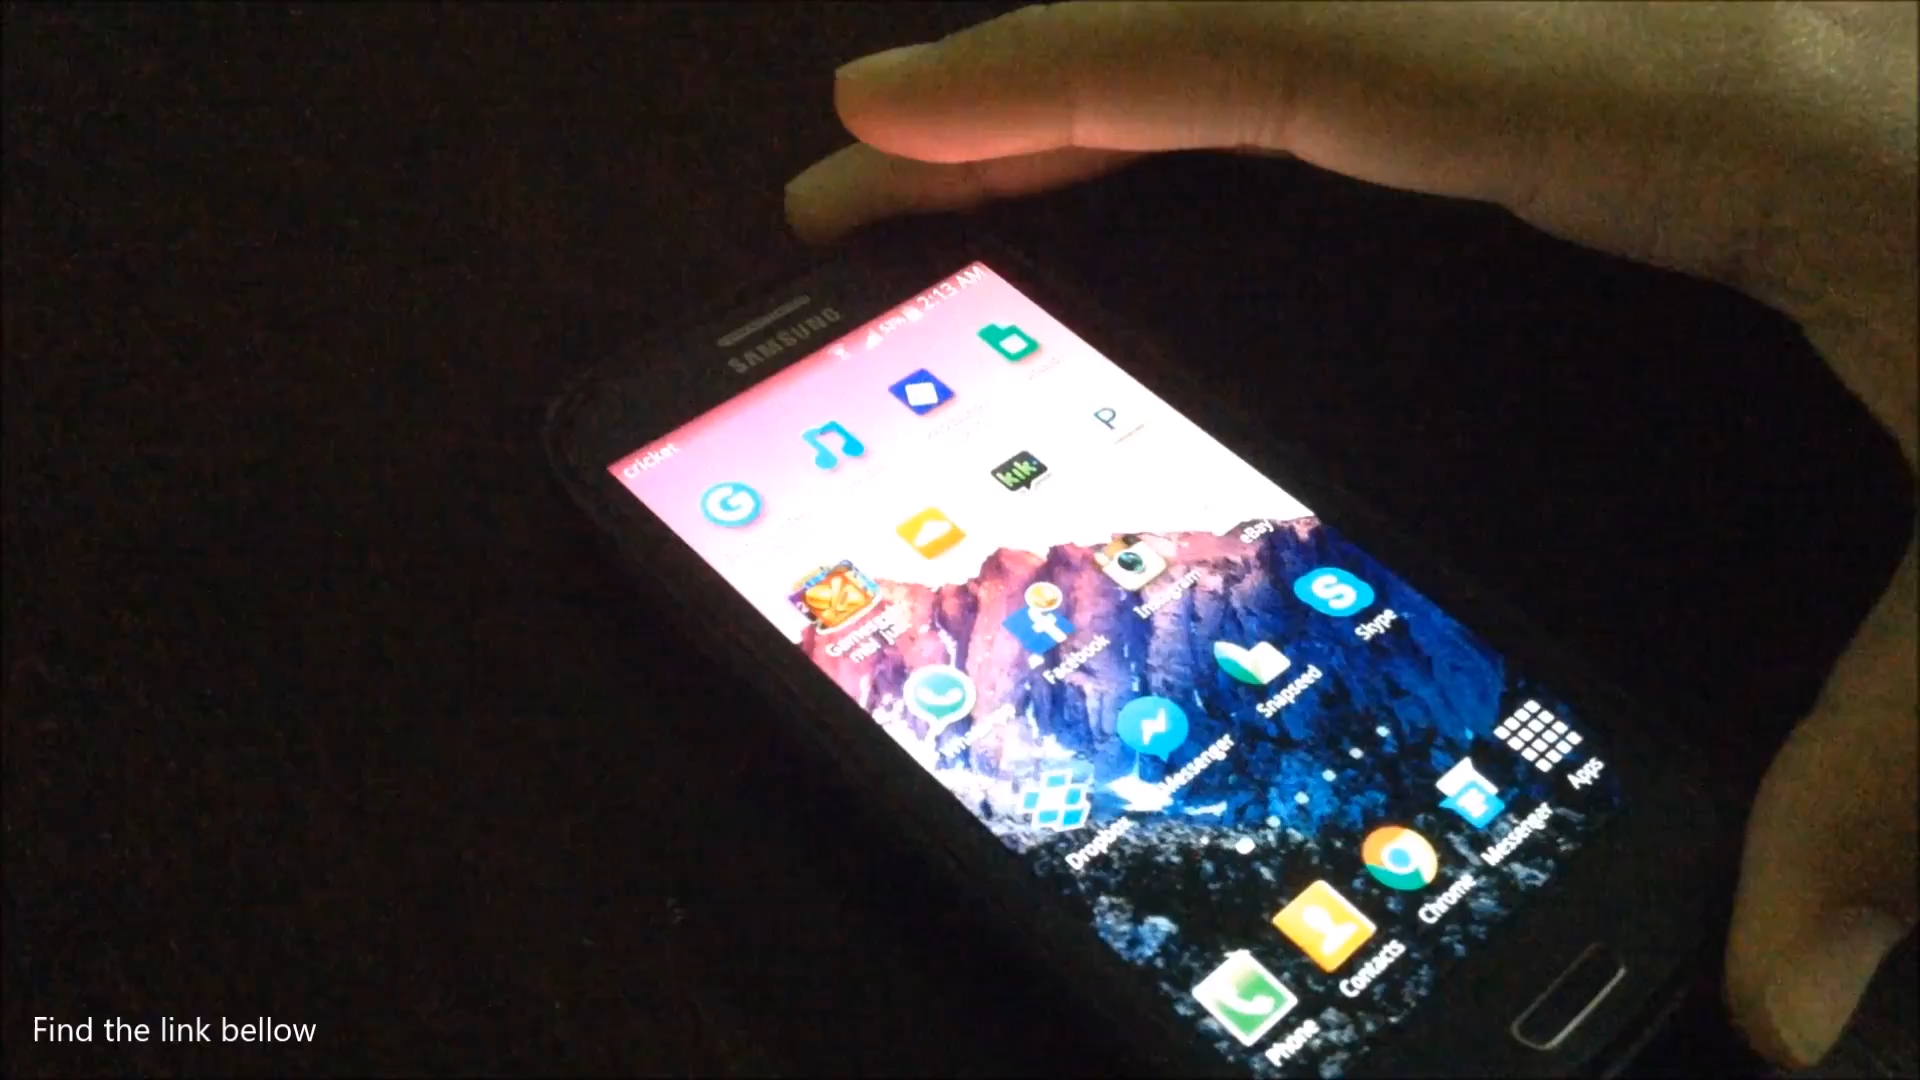 SAMSUNG
cricket
2:13 AM
kik
eBay
Instagram
Skype
Facebook
Snapseed
Messenger
Dropbox
Apps
Messenger
Chrome
Contacts
Phone
Find the link bellow